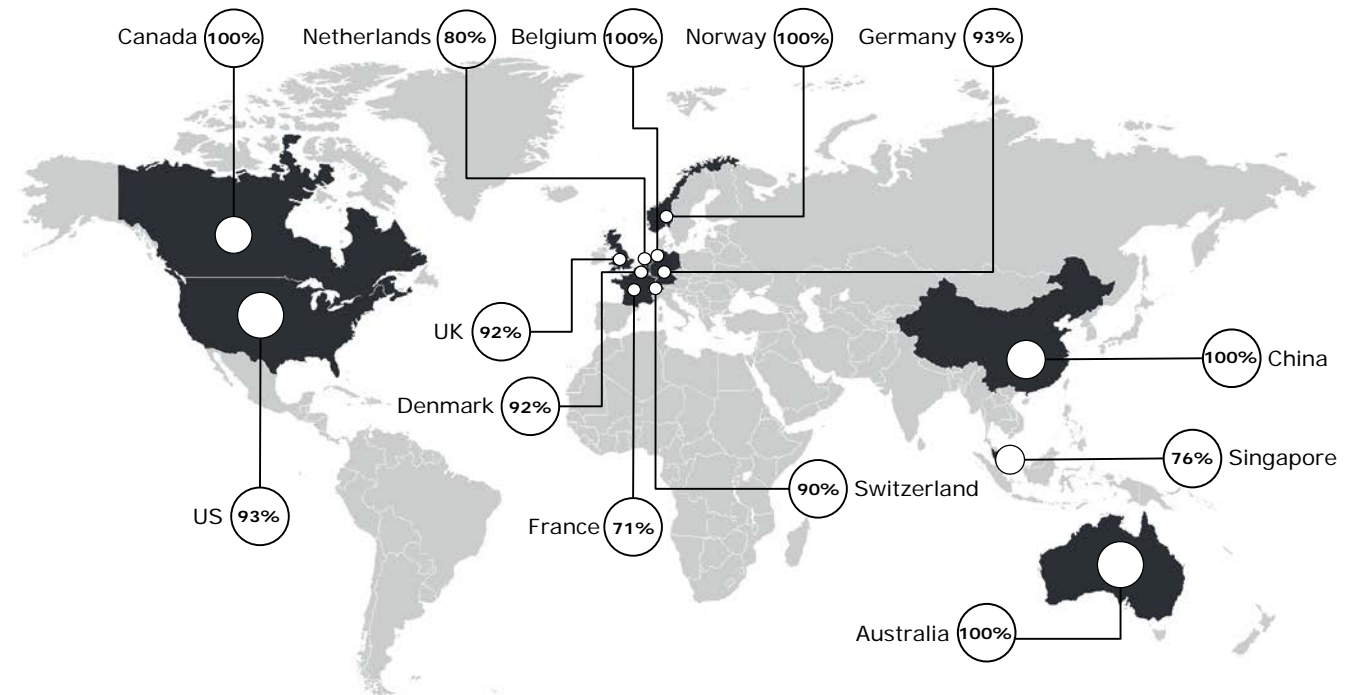 Canada 100%
Netherlands 80%
Belgium 100%
Norway 100%
Germany 93%
UK 92%
China 100%
Denmark 92%
Singapore 76%
Switzerland 90%
US 93%
France 71%
Australia 100%